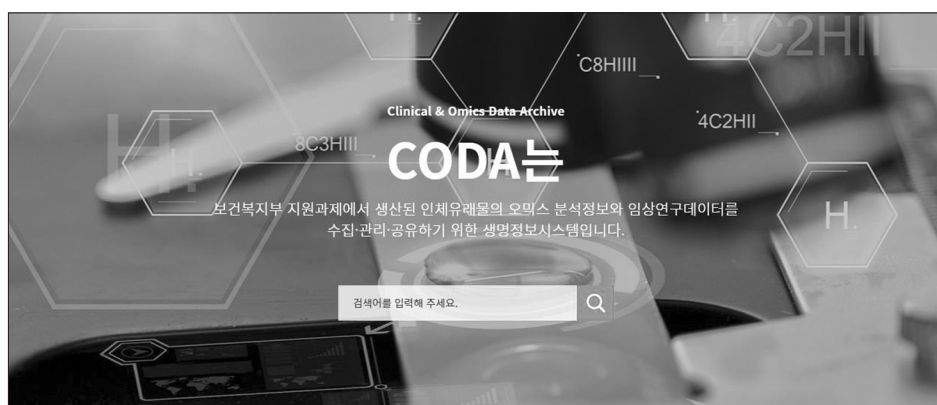 4C2HII
C8HIIII
Clinical & Omics Data Archive
4C2HII
8C3HIII
CODA는
H
H.
H.
보건복지부 지원과제에서 생산된 인체유래물의 오믹스 분석정보와 임상연구데이터를
수집·관리·공유하기 위한 생명정보시스템입니다.
검색어를 입력해 주세요.